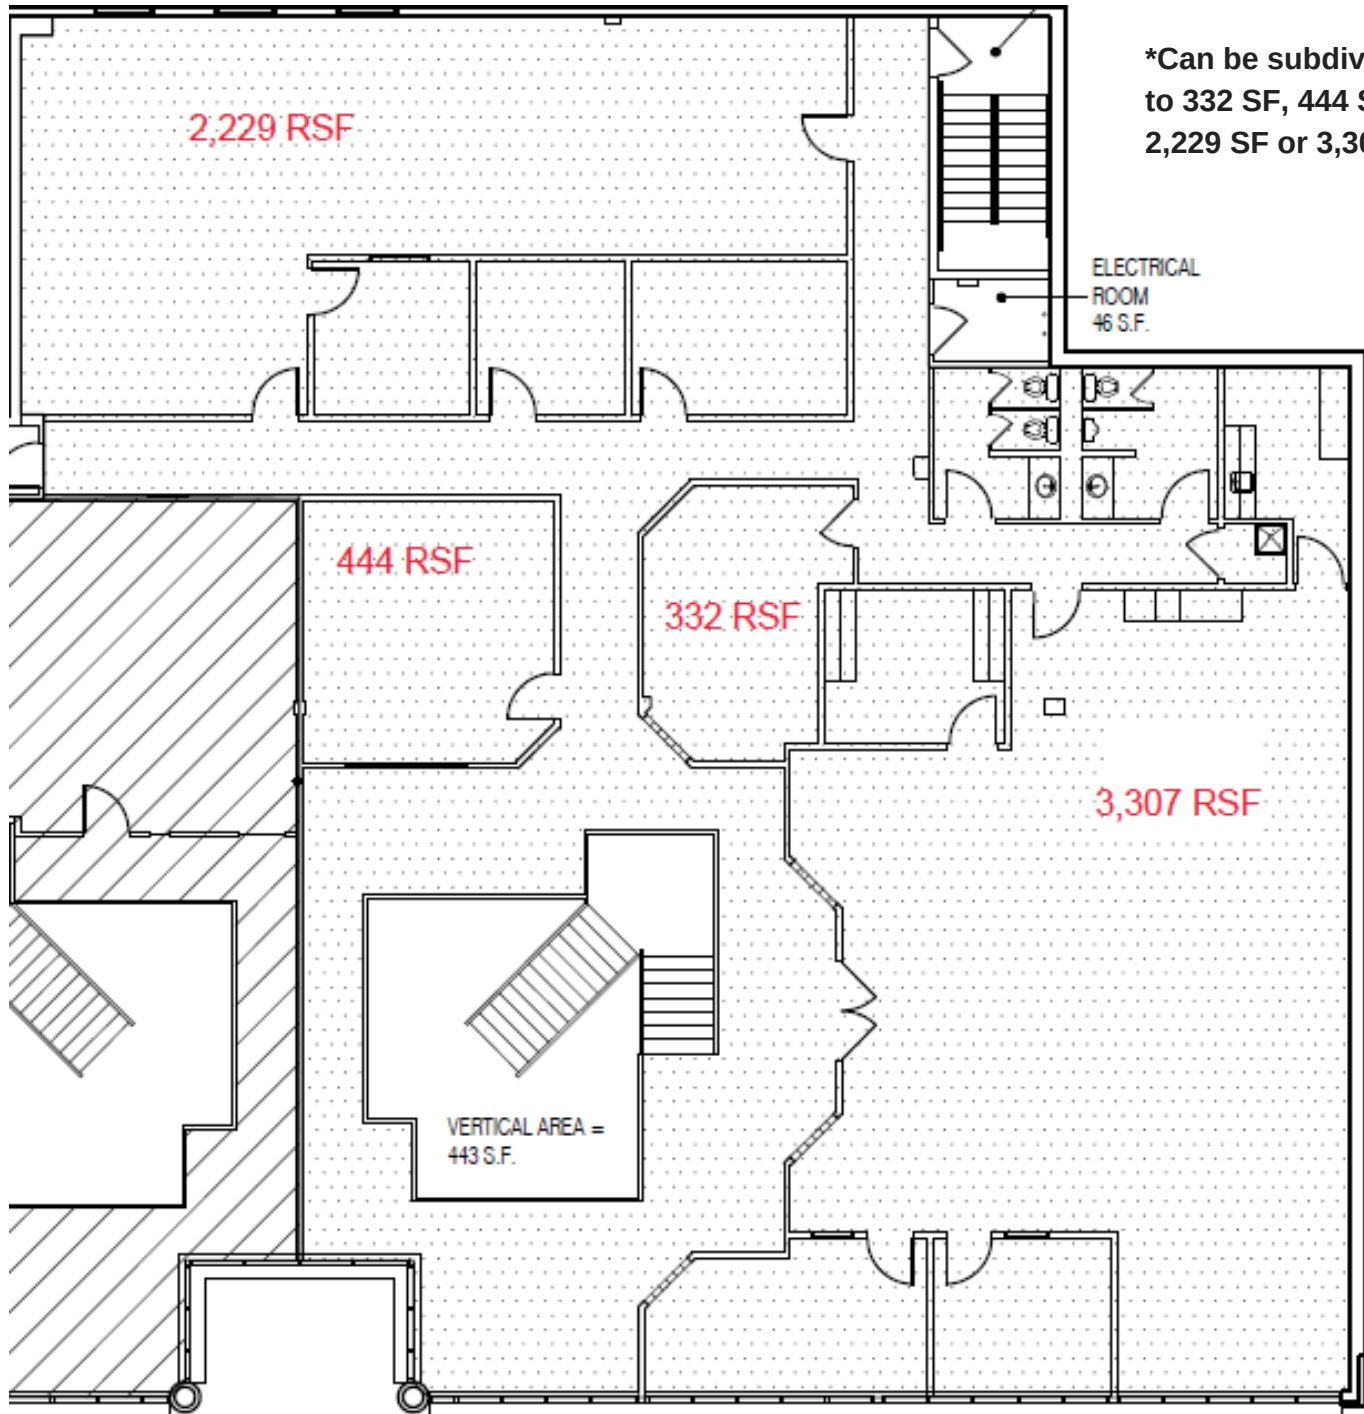 *Can be subdiv
to 332 SF, 444 S
2,229 SF or 3,30
2,229 RSF
ELECTRICAL
ROOM
46 S.F.
444 RSF
332 RSF
3,307 RSF
VERTICAL AREA =
443 S.F.